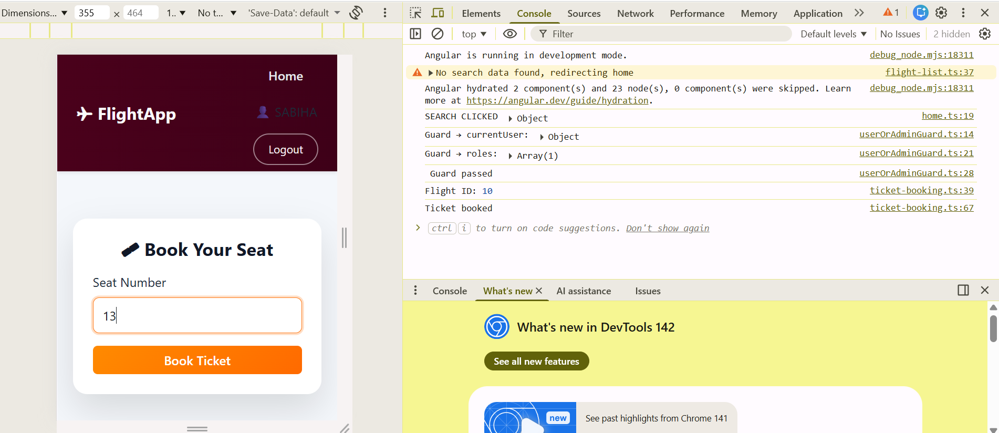 Dimensions... 355 × 464 1.. No t... 'Save-Data': default
Home
FlightApp
SABIHA
Logout
Book Your Seat
Seat Number
13
Book Ticket
Elements Console Sources Network Performance Memory Application 1
top Filter Default levels No Issues 2 hidden
Angular is running in development mode. debug_node.mjs:18311
No search data found, redirecting home flight-list.ts:37
Angular hydrated 2 component(s) and 23 node(s), 0 component(s) were skipped. Learn debug_node.mjs:18311
more at https://angular.dev/guide/hydration.
SEARCH CLICKED Object home.ts:19
Guard → currentUser: Object userOrAdminGuard.ts:14
Guard → roles: Array(1) userOrAdminGuard.ts:21
Guard passed userOrAdminGuard.ts:28
Flight ID: 10 ticket-booking.ts:39
Ticket booked ticket-booking.ts:67
ctrl i to turn on code suggestions. Don't show again
Console What's new AI assistance Issues
What's new in DevTools 142
See all new features
new
See past highlights from Chrome 141